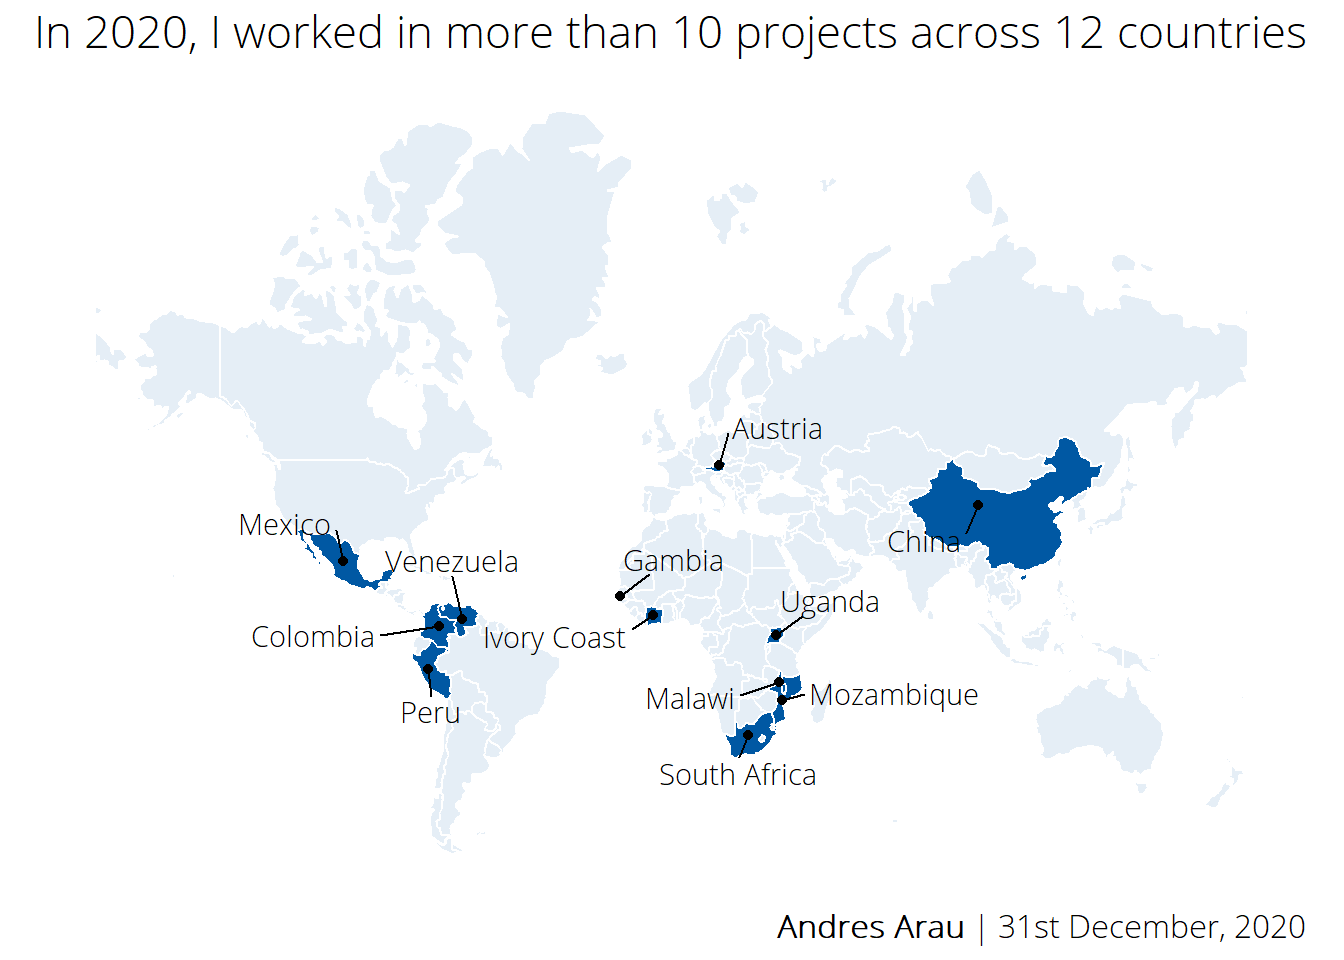 In 2020, I worked in more than 10 projects across 12 countries
Austria
Mexico
China
Venezuela
Gambia
Uganda
Colombia
Ivory Coast
Malawi
Mozambique
Peru
South Africa
Andres Arau | 31st December, 2020